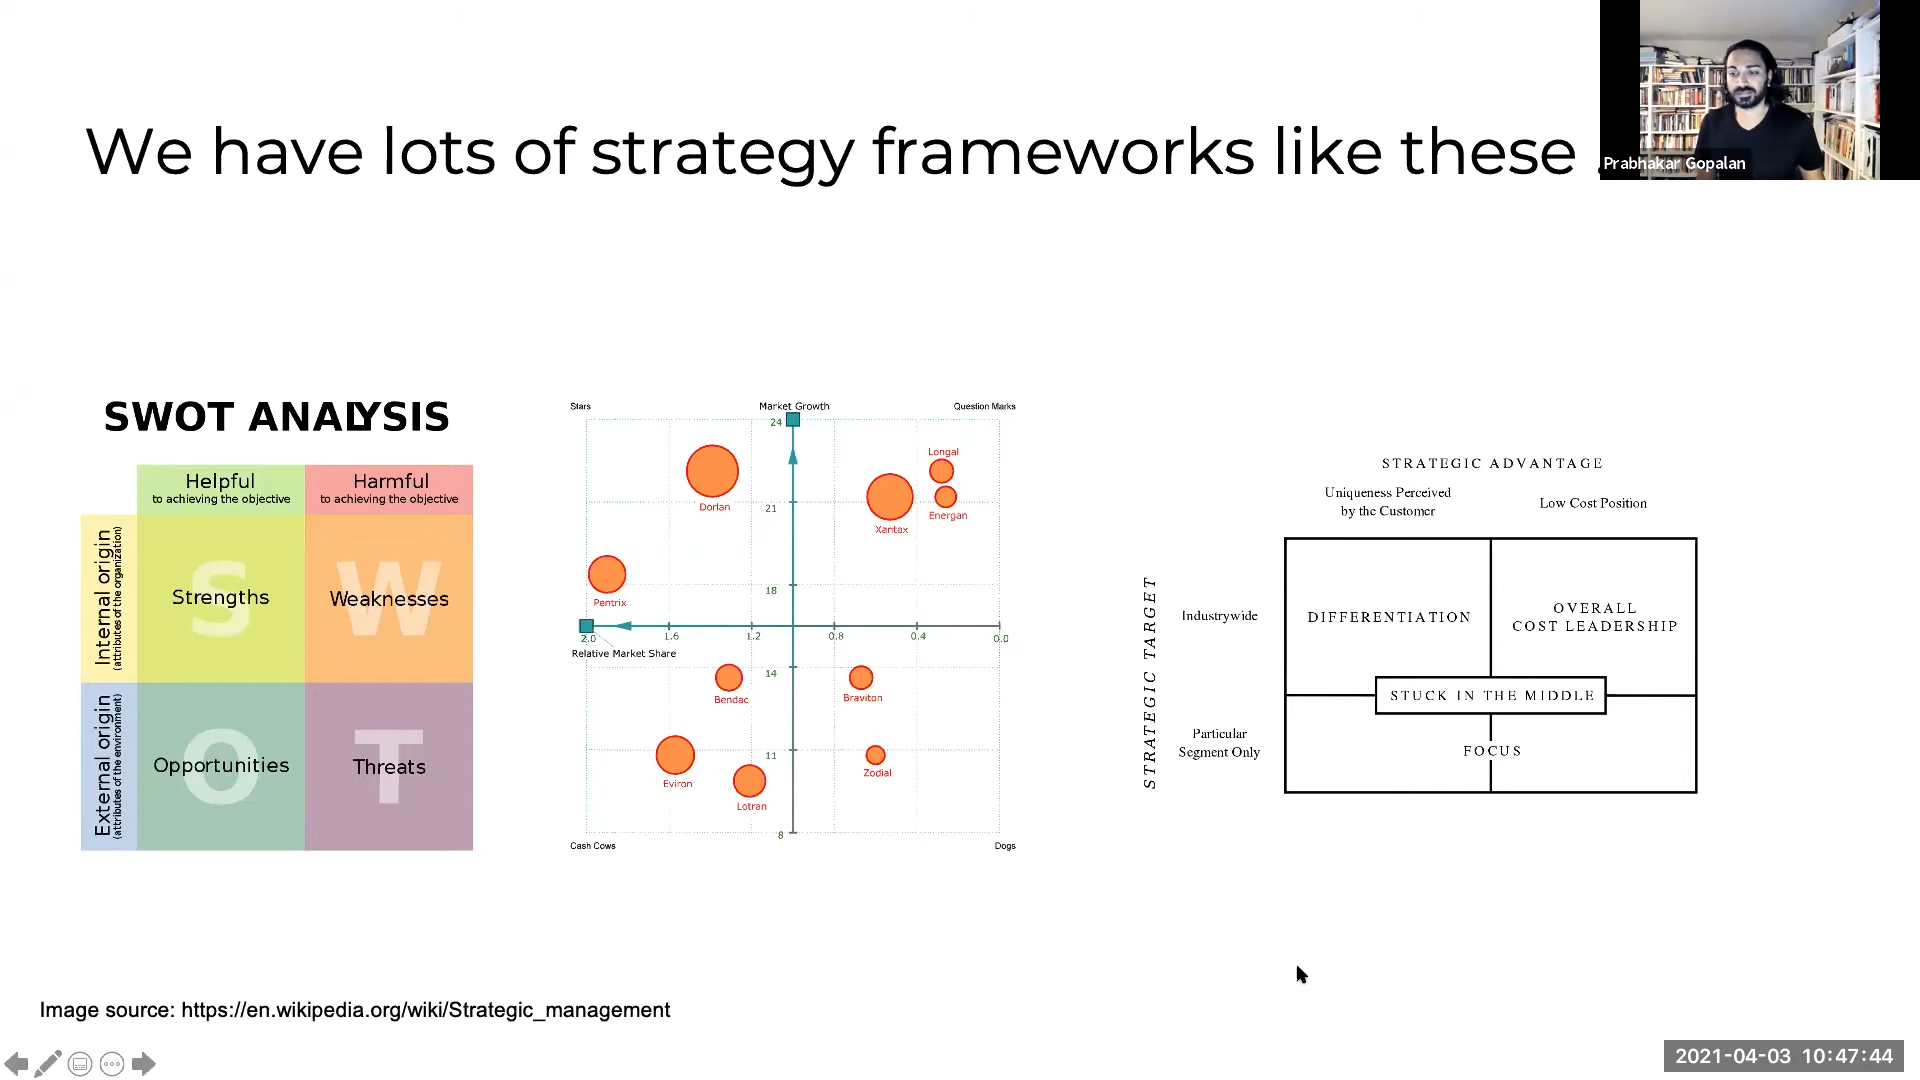 We have lots of strategy frameworks like these
Prabhakar Gopalan
SWOT ANALYSIS
Helpful
to achieving the objective
Harmful
to achieving the objective
Internal origin
(attributes of the organization)
S
Strengths
W
Weaknesses
External origin
(attributes of the environment)
O
Opportunities
T
Threats
Stars
Market Growth
Question Marks
24
Longal
Dorlan
21
Energan
Xantax
18
Pentrix
2.0
1.6
1.2
0.8
0.4
0.0
Relative Market Share
14
Bendac
Braviton
11
Eviron
Zodial
Lotran
8
Cash Cows
Dogs
STRATEGIC ADVANTAGE
Uniqueness Perceived
by the Customer
Low Cost Position
STRATEGIC TARGET
Industrywide
DIFFERENTIATION
OVERALL
COST LEADERSHIP
STUCK IN THE MIDDLE
Particular
Segment Only
FOCUS
Image source: https://en.wikipedia.org/wiki/Strategic_management
2021-04-03 10:47:44